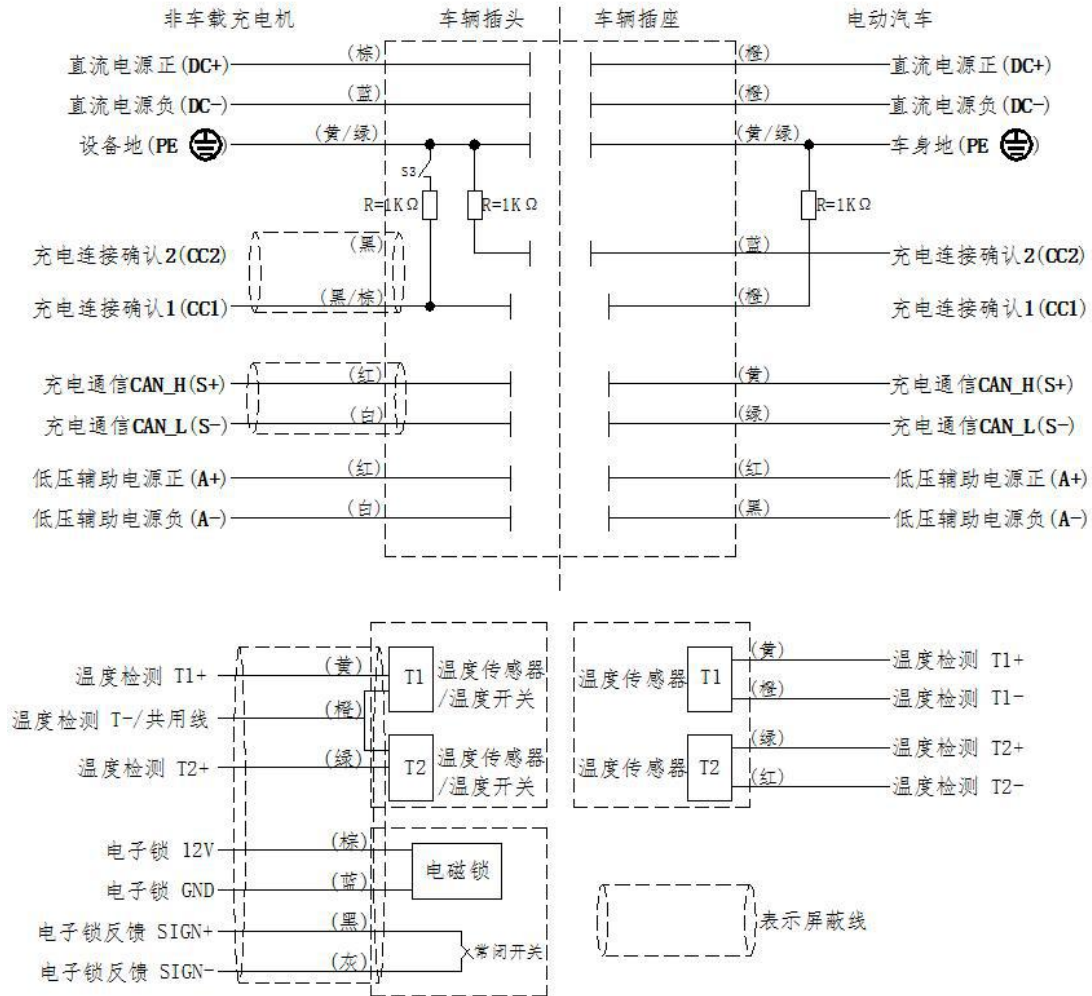 非车载充电机 车辆插头 车辆插座 电动汽车
直流电源正(DC+) (棕) (橙) 直流电源正(DC+)
直流电源负(DC-) (蓝) (橙) 直流电源负(DC-)
设备地(PE ) (黄/绿) (黄/绿) 车身地(PE )
S3
R=1KΩ R=1KΩ R=1KΩ
充电连接确认2(CC2) (黑) (蓝) 充电连接确认2(CC2)
充电连接确认1(CC1) (黑/棕) (橙) 充电连接确认1(CC1)
充电通信CAN_H(S+) (红) (黄) 充电通信CAN_H(S+)
充电通信CAN_L(S-) (白) (绿) 充电通信CAN_L(S-)
低压辅助电源正(A+) (红) (红) 低压辅助电源正(A+)
低压辅助电源负(A-) (白) (黑) 低压辅助电源负(A-)
温度检测 T1+ (黄) T1 温度传感器
/温度开关
温度检测 T-/共用线 (橙)
温度检测 T2+ (绿) T2 温度传感器
/温度开关
温度传感器 T1 (黄) 温度检测 T1+
(橙) 温度检测 T1-
温度传感器 T2 (绿) 温度检测 T2+
(红) 温度检测 T2-
电子锁 12V (棕) 电磁锁
电子锁 GND (蓝)
电子锁反馈 SIGN+ (黑) 常闭开关
电子锁反馈 SIGN- (灰)
表示屏蔽线